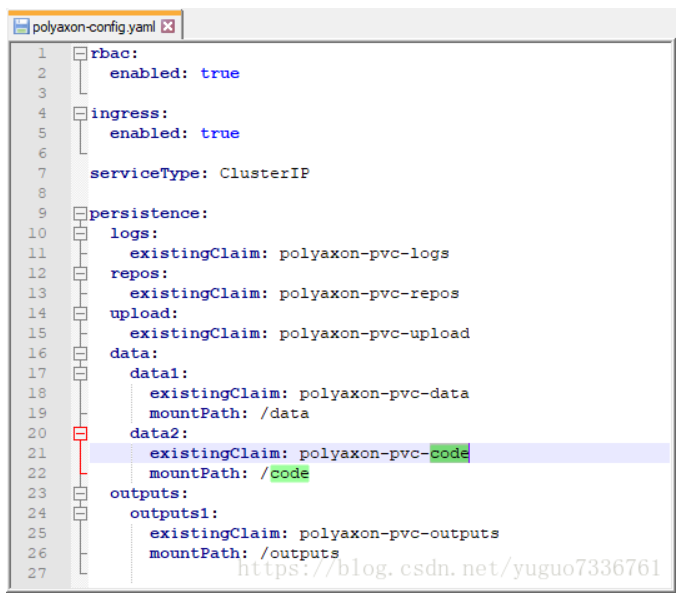 polyaxon-config.yaml
1 rbac:
2 enabled: true
3
4 ingress:
5 enabled: true
6
7 serviceType: ClusterIP
8
9 persistence:
10 logs:
11 existingClaim: polyaxon-pvc-logs
12 repos:
13 existingClaim: polyaxon-pvc-repos
14 upload:
15 existingClaim: polyaxon-pvc-upload
16 data:
17 data1:
18 existingClaim: polyaxon-pvc-data
19 mountPath: /data
20 data2:
21 existingClaim: polyaxon-pvc-code
22 mountPath: /code
23 outputs:
24 outputs1:
25 existingClaim: polyaxon-pvc-outputs
26 mountPath: /outputs
27
https://blog.csdn.net/yuguo7336761